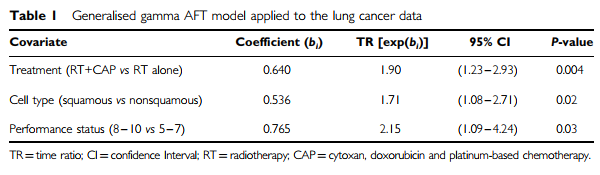 Table 1 Generalised gamma AFT model applied to the lung cancer data
Covariate Coefficient (bi) TR [exp(bi)] 95% CI P-value
Treatment (RT+CAP vs RT alone) 0.640 1.90 (1.23–2.93) 0.004
Cell type (squamous vs nonsquamous) 0.536 1.71 (1.08–2.71) 0.02
Performance status (8–10 vs 5–7) 0.765 2.15 (1.09–4.24) 0.03
TR=time ratio; CI=confidence Interval; RT=radiotherapy; CAP=cytoxan, doxorubicin and platinum-based chemotherapy.